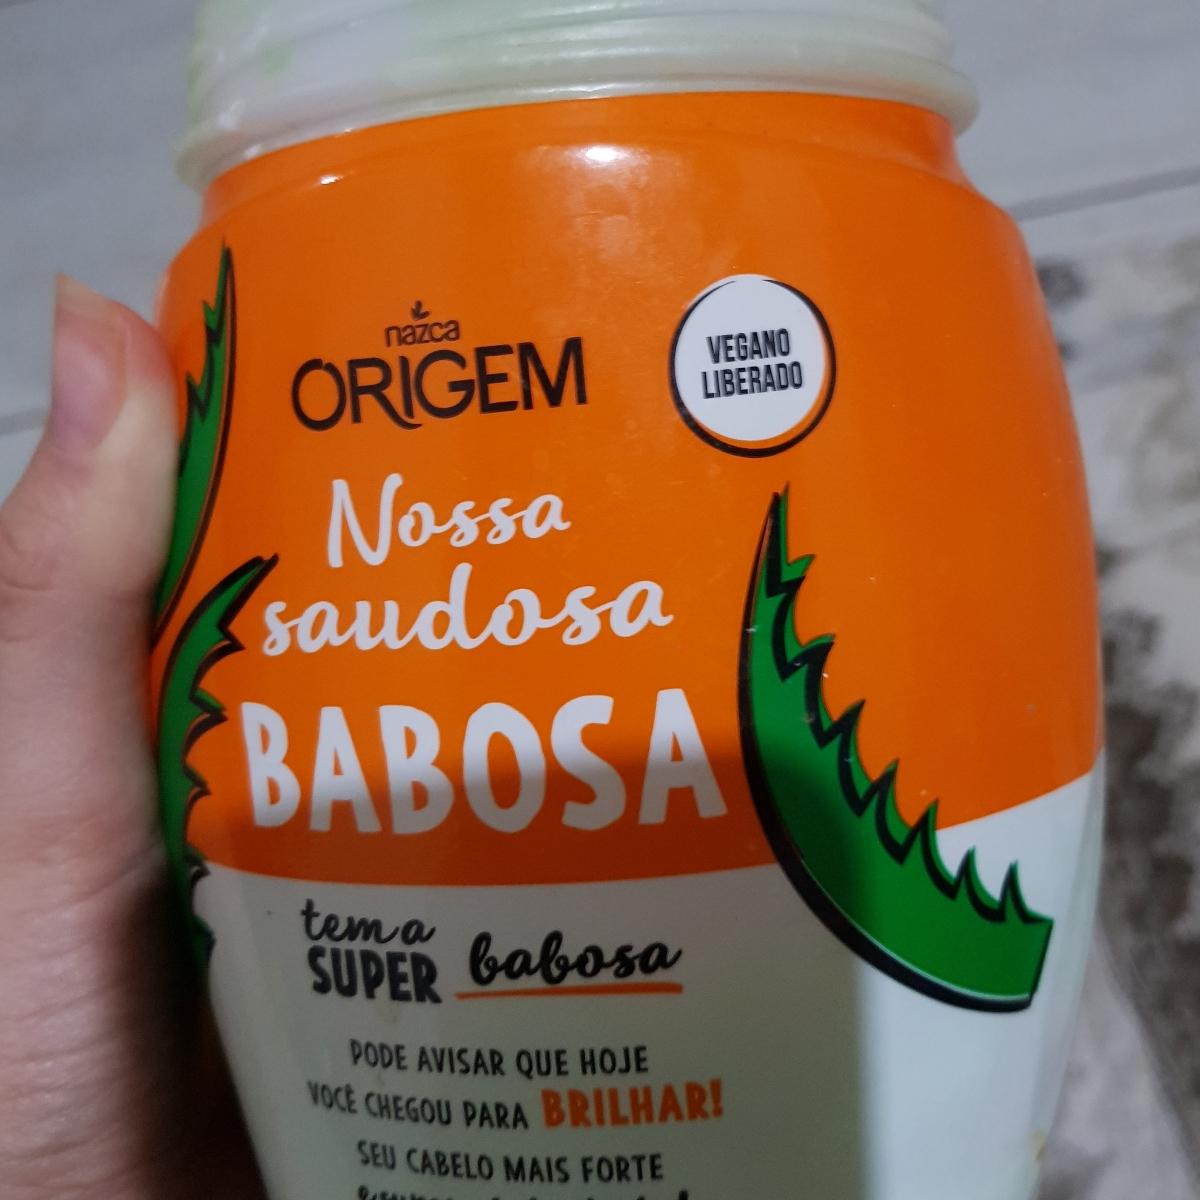 nazca
ORIGEM
VEGANO
LIBERADO
Nossa
saudosa
BABOSA
tem a
SUPER babosa
PODE AVISAR QUE HOJE
VOCÊ CHEGOU PARA BRILHAR!
SEU CABELO MAIS FORTE